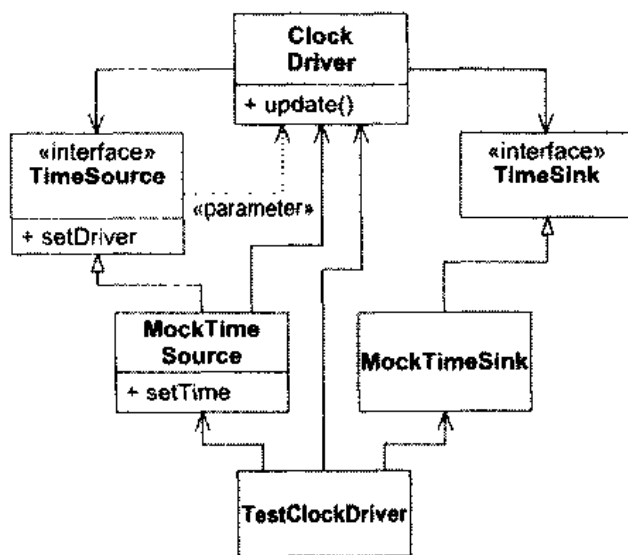 Clock
Driver
+ update()
«interface»
TimeSource
+ setDriver
«interface»
TimeSink
«parameter»
MockTime
Source
+ setTime
MockTimeSink
TestClockDriver